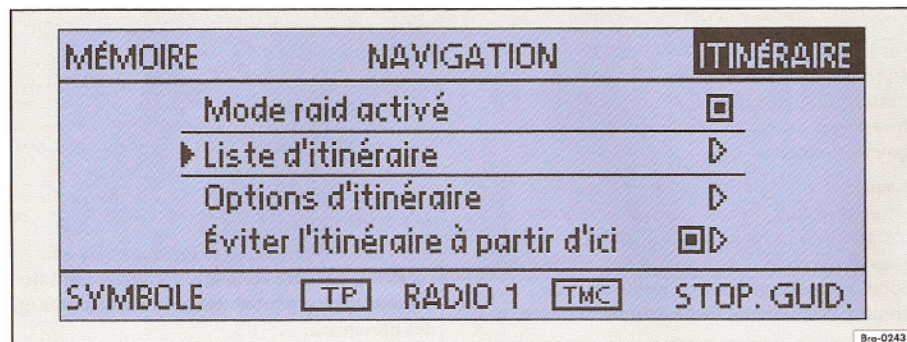 MÉMOIRE NAVIGATION ITINÉRAIRE
Mode raid activé
Liste d'itinéraire
Options d'itinéraire
Éviter l'itinéraire à partir d'ici
SYMBOLE TP RADIO 1 TMC STOP. GUID.
Bra-0243